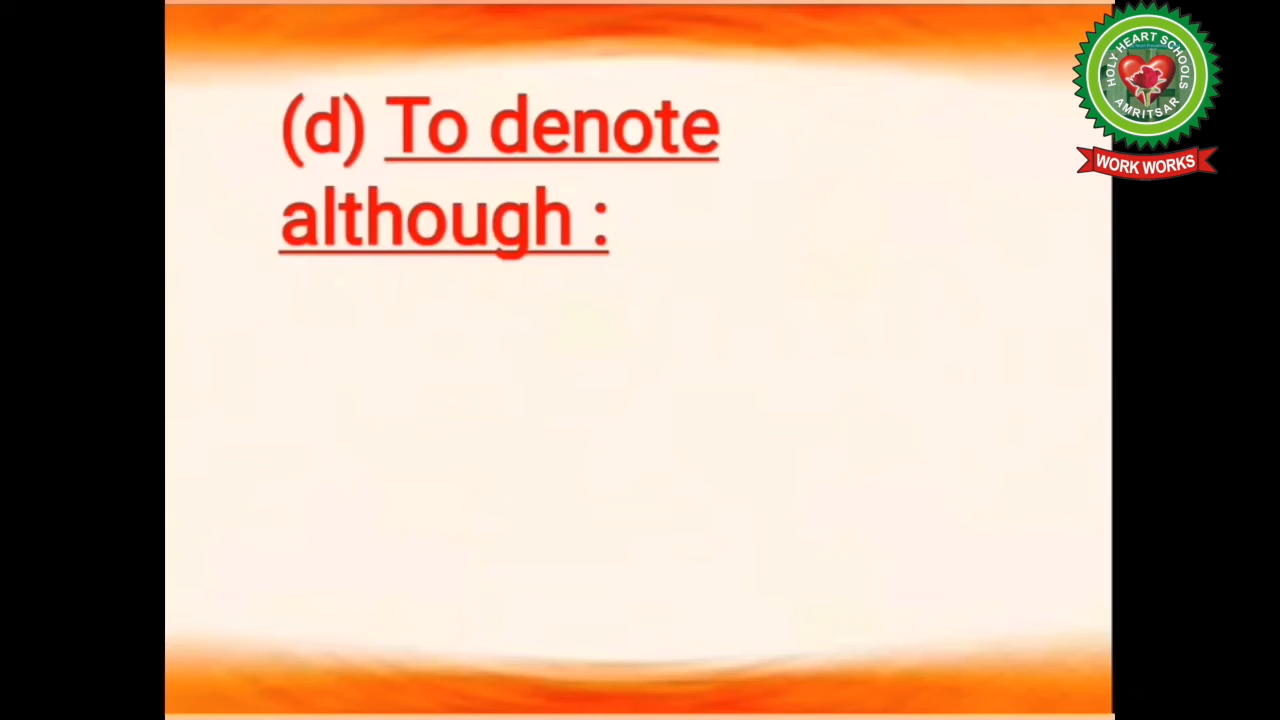 (d) To denote
although :
HOLY HEART SCHOOLS
AMRITSAR
WORK WORKS